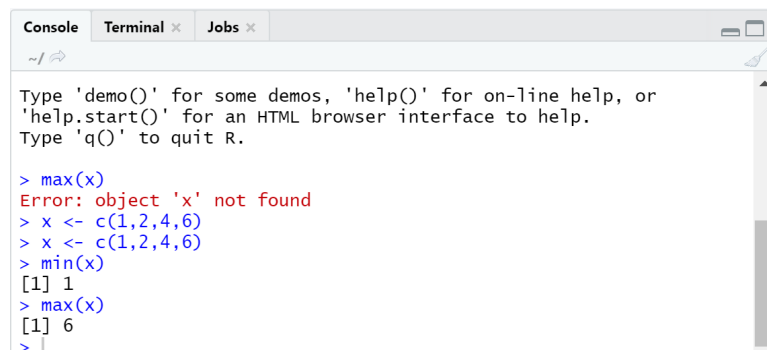 Console Terminal × Jobs ×
~/
Type 'demo()' for some demos, 'help()' for on-line help, or
'help.start()' for an HTML browser interface to help.
Type 'q()' to quit R.
> max(x)
Error: object 'x' not found
> x <- c(1,2,4,6)
> x <- c(1,2,4,6)
> min(x)
[1] 1
> max(x)
[1] 6
>